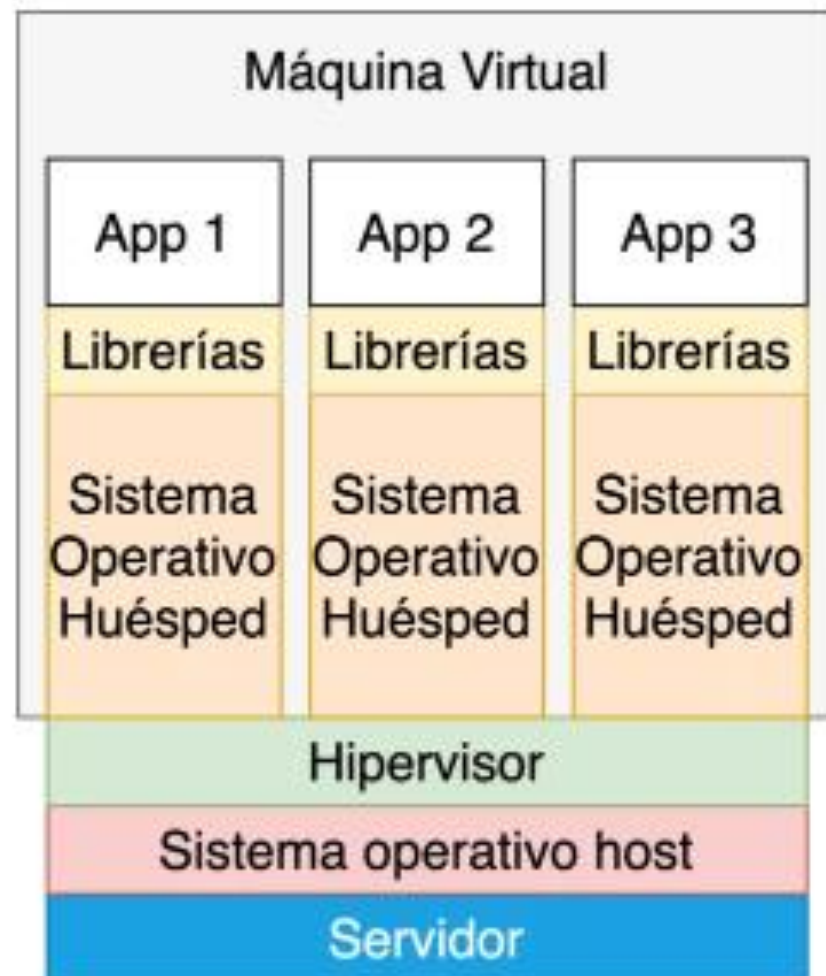 Máquina Virtual
App 1
App 2
App 3
Librerías
Librerías
Librerías
Sistema
Operativo
Huésped
Sistema
Operativo
Huésped
Sistema
Operativo
Huésped
Hipervisor
Sistema operativo host
Servidor